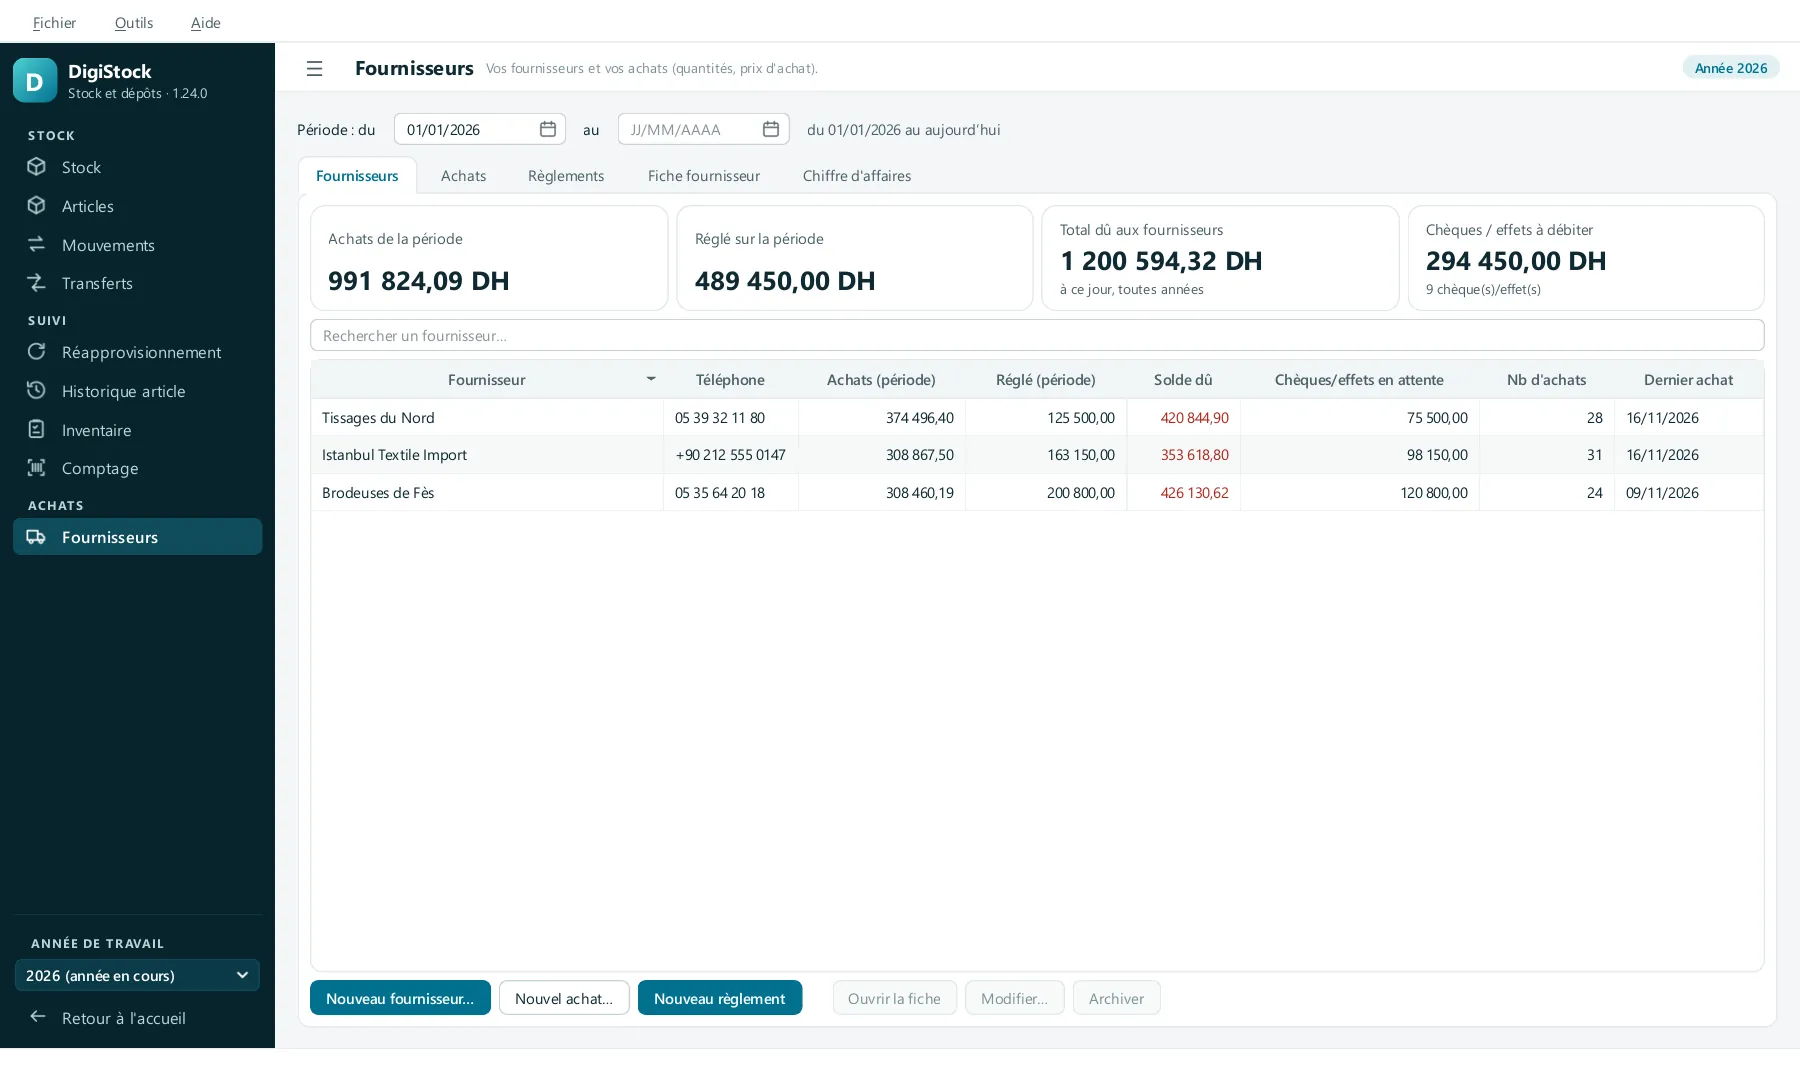 Fichier Outils Aide
D DigiStock
Stock et dépôts · 1.24.0
STOCK
Stock
Articles
Mouvements
Transferts
SUIVI
Réapprovisionnement
Historique article
Inventaire
Comptage
ACHATS
Fournisseurs
ANNÉE DE TRAVAIL
2026 (année en cours)
Retour à l'accueil
Fournisseurs Vos fournisseurs et vos achats (quantités, prix d'achat). Année 2026
Période : du 01/01/2026 au JJ/MM/AAAA du 01/01/2026 au aujourd'hui
Fournisseurs Achats Règlements Fiche fournisseur Chiffre d'affaires
Achats de la période
991 824,09 DH
Réglé sur la période
489 450,00 DH
Total dû aux fournisseurs
1 200 594,32 DH
à ce jour, toutes années
Chèques / effets à débiter
294 450,00 DH
9 chèque(s)/effet(s)
Rechercher un fournisseur...
Fournisseur Téléphone Achats (période) Réglé (période) Solde dû Chèques/effets en attente Nb d'achats Dernier achat
Tissages du Nord 05 39 32 11 80 374 496,40 125 500,00 420 844,90 75 500,00 28 16/11/2026
Istanbul Textile Import +90 212 555 0147 308 867,50 163 150,00 353 618,80 98 150,00 31 16/11/2026
Brodeuses de Fès 05 35 64 20 18 308 460,19 200 800,00 426 130,62 120 800,00 24 09/11/2026
Nouveau fournisseur... Nouvel achat... Nouveau règlement Ouvrir la fiche Modifier... Archiver